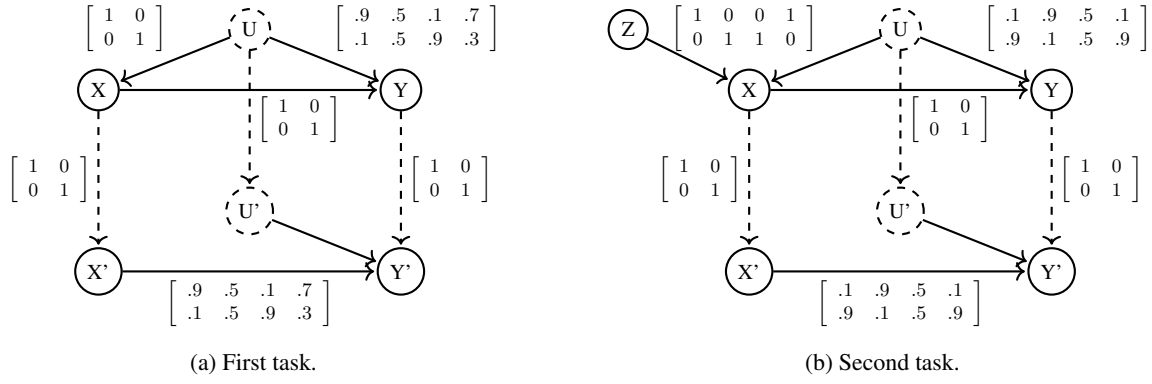 [ 1 0
0 1 ]
U
[ .9 .5 .1 .7
.1 .5 .9 .3 ]
X
Y
[ 1 0
0 1 ]
[ 1 0
0 1 ]
[ 1 0
0 1 ]
U'
X'
Y'
[ .9 .5 .1 .7
.1 .5 .9 .3 ]
(a) First task.
Z
[ 1 0 0 1
0 1 1 0 ]
U
[ .1 .9 .5 .1
.9 .1 .5 .9 ]
X
Y
[ 1 0
0 1 ]
[ 1 0
0 1 ]
[ 1 0
0 1 ]
U'
X'
Y'
[ .1 .9 .5 .1
.9 .1 .5 .9 ]
(b) Second task.